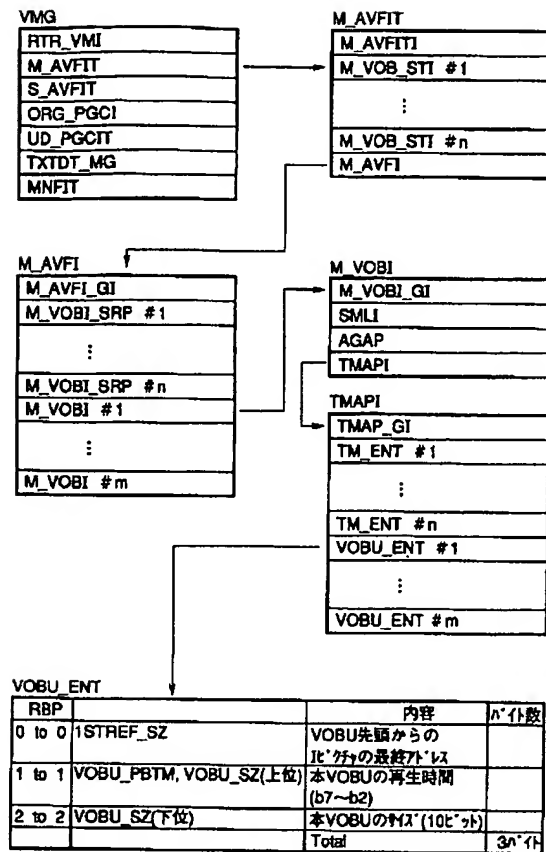 VMG
RTR_VMI
M_AVFIT
S_AVFIT
ORG_PGCI
UD_PGCIT
TXTDT_MG
MNFIT
M_AVFIT
M_AVFITI
M_VOB_STI #1
⋮
M_VOB_STI #n
M_AVFI
M_AVFI
M_AVFI_GI
M_VOBI_SRP #1
⋮
M_VOBI_SRP #n
M_VOBI #1
⋮
M_VOBI #m
M_VOBI
M_VOBI_GI
SMLI
AGAP
TMAPI
TMAPI
TMAP_GI
TM_ENT #1
⋮
TM_ENT #n
VOBU_ENT #1
⋮
VOBU_ENT #m
VOBU_ENT
RBP 内容 バイト数
0 to 0 1STREF_SZ VOBU先頭からの
Iピクチャの最終アドレス
1 to 1 VOBU_PBTM, VOBU_SZ(上位) 本VOBUの再生時間
(b7～b2)
2 to 2 VOBU_SZ(下位) 本VOBUのサイズ(10ビット)
Total 3バイト